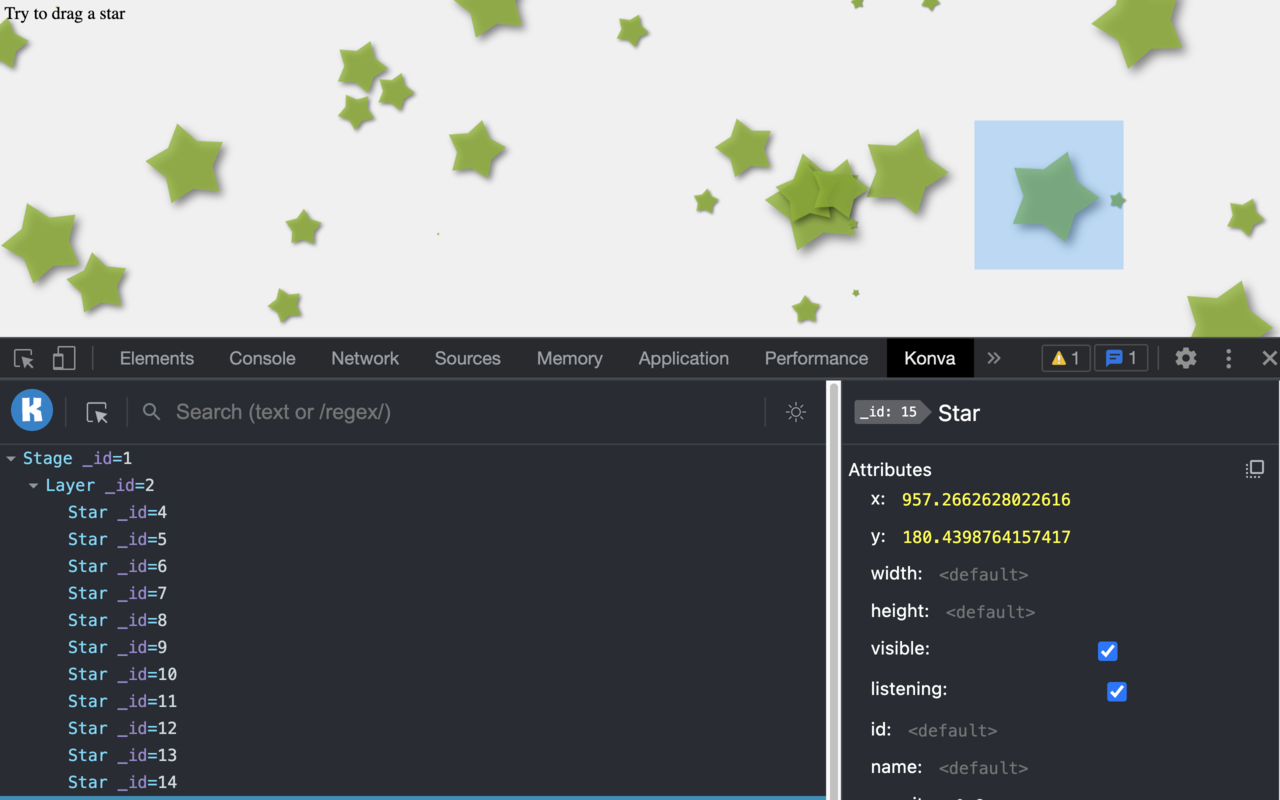 Try to drag a star
Elements Console Network Sources Memory Application Performance Konva » 1 1
K Search (text or /regex/)
_id: 15 Star
Stage _id=1
Layer _id=2
Star _id=4
Star _id=5
Star _id=6
Star _id=7
Star _id=8
Star _id=9
Star _id=10
Star _id=11
Star _id=12
Star _id=13
Star _id=14
Attributes
x: 957.2662628022616
y: 180.4398764157417
width: <default>
height: <default>
visible:
listening:
id: <default>
name: <default>